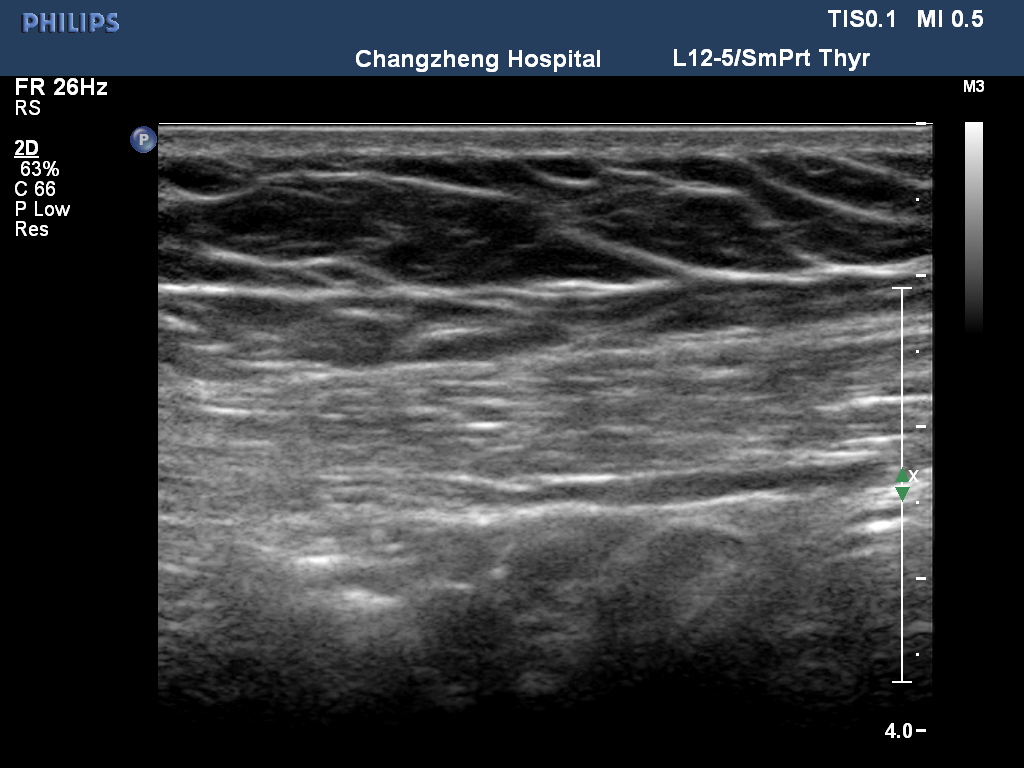 PHILIPS
TIS0.1 MI 0.5
Changzheng Hospital L12-5/SmPrt Thyr
FR 26Hz
RS
M3
P
2D
63%
C 66
P Low
Res
X
4.0